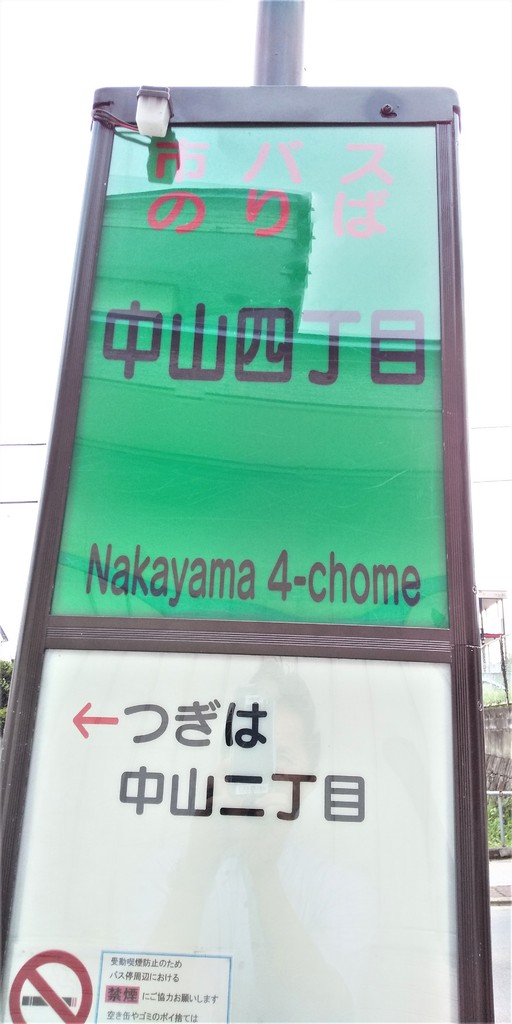 市バス
のりば
中山四丁目
Nakayama 4-chome
←つぎは
中山二丁目
受動喫煙防止のため
バス停周辺における
禁煙にご協力お願いします
空き缶やゴミのポイ捨ては